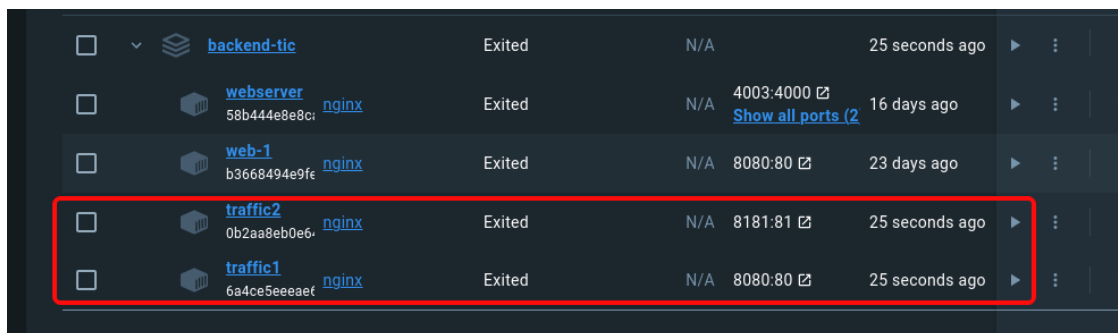 backend-tic Exited N/A 25 seconds ago
webserver nginx Exited N/A 4003:4000 16 days ago
58b444e8e8c Show all ports (2
web-1 nginx Exited N/A 8080:80 23 days ago
b3668494e9fe
traffic2 nginx Exited N/A 8181:81 25 seconds ago
0b2aa8eb0e6
traffic1 nginx Exited N/A 8080:80 25 seconds ago
6a4ce5eeeae